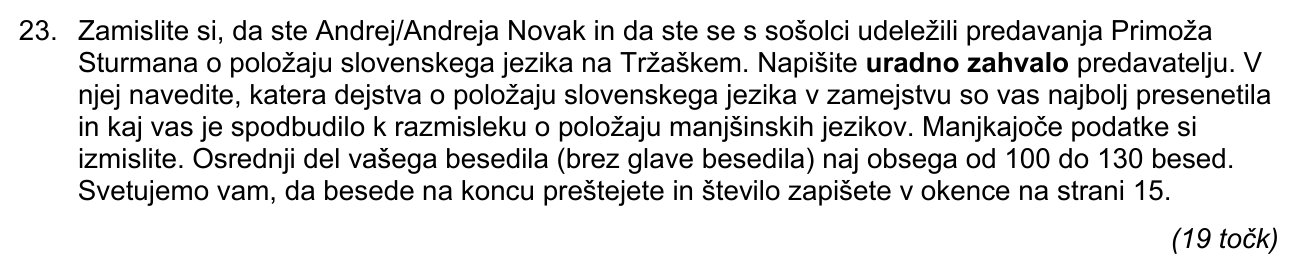 23. Zamislite si, da ste Andrej/Andreja Novak in da ste se s sošolci udeležili predavanja Primoža
Sturmana o položaju slovenskega jezika na Tržaškem. Napišite uradno zahvalo predavatelju. V
njej navedite, katera dejstva o položaju slovenskega jezika v zamejstvu so vas najbolj presenetila
in kaj vas je spodbudilo k razmisleku o položaju manjšinskih jezikov. Manjkajoče podatke si
izmislite. Osrednji del vašega besedila (brez glave besedila) naj obsega od 100 do 130 besed.
Svetujemo vam, da besede na koncu preštejete in število zapišete v okence na strani 15.
(19 točk)